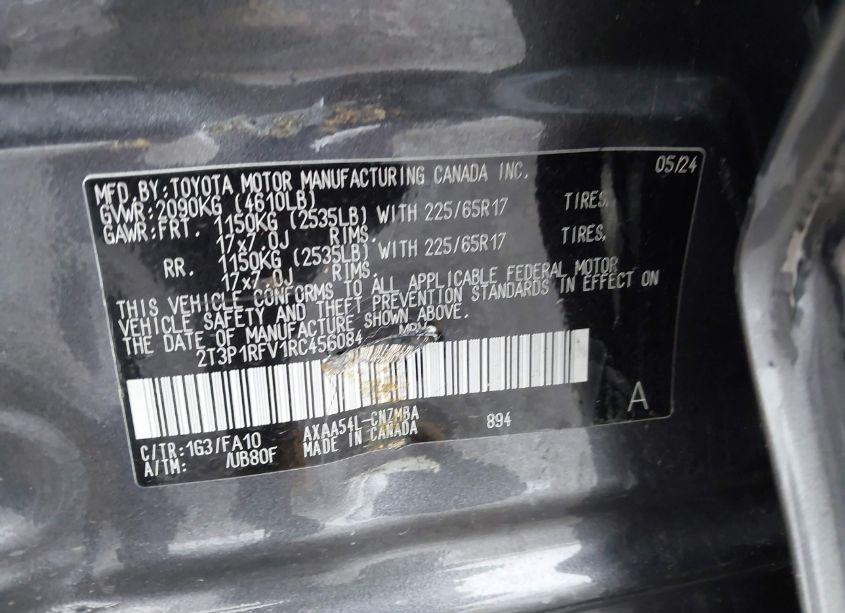 MFD. BY: TOYOTA MOTOR MANUFACTURING CANADA INC. 05/24
GVWR: 2090KG (4610LB)
GAWR: FRT. 1150KG (2535LB) WITH 225/65R17 TIRES,
17x7.0J RIMS.
RR. 1150KG (2535LB) WITH 225/65R17 TIRES,
17x7.0J RIMS.
THIS VEHICLE CONFORMS TO ALL APPLICABLE FEDERAL MOTOR
VEHICLE SAFETY AND THEFT PREVENTION STANDARDS IN EFFECT ON
THE DATE OF MANUFACTURE SHOWN ABOVE.
2T3P1RFV1RC456084 MPV
A
C/TR: 1G3/FA10 AXAA54L-CNZMBA 894
A/TM: /UB80F MADE IN CANADA